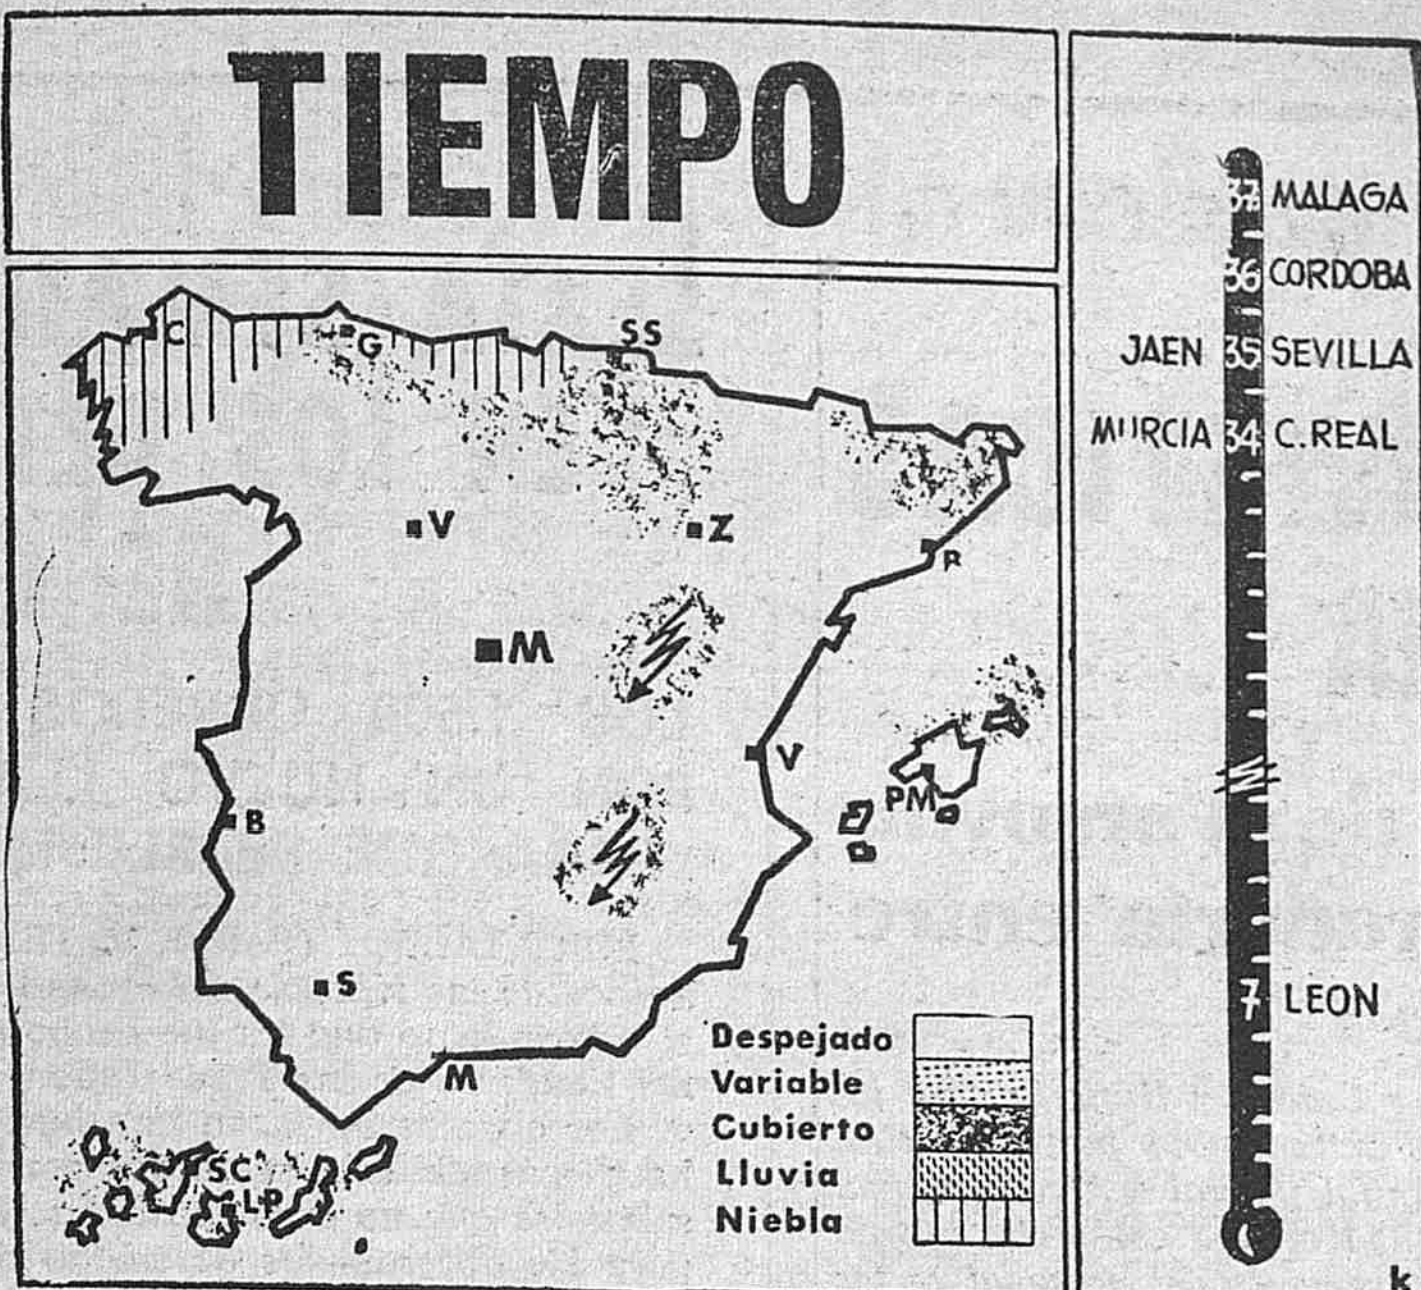 TIEMPO
37 MALAGA
36 CORDOBA
JAEN 35 SEVILLA
MURCIA 34 C.REAL
7 LEON
C
G
SS
V
Z
M
V
B
PM
S
M
SC
LP
Despejado
Variable
Cubierto
Lluvia
Niebla
k